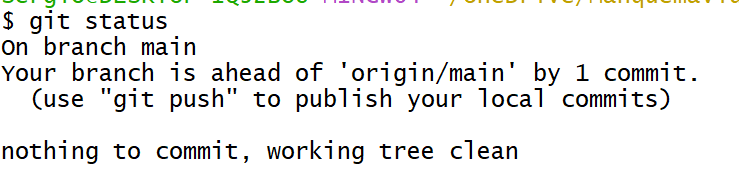 $ git status
On branch main
Your branch is ahead of 'origin/main' by 1 commit.
  (use "git push" to publish your local commits)
nothing to commit, working tree clean